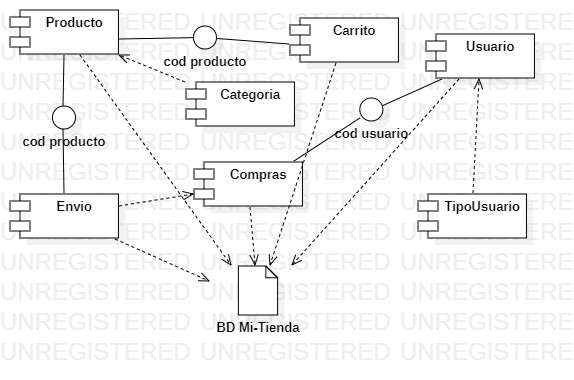 Producto
Carrito
Usuario
cod producto
Categoria
cod usuario
cod producto
Compras
Envio
TipoUsuario
BD Mi-Tienda
UNREGISTERED UNREGISTERED UNREGISTERE
UNREGISTERED UNREGISTERED UNREGISTERE
UNREGISTERED UNREGISTERED UNREGISTERE
UNREGISTERED UNREGISTERED UNREGISTERE
UNREGISTERED UNREGISTERED UNREGISTERE
UNREGISTERED UNREGISTERED UNREGISTERE
UNREGISTERED UNREGISTERED UNREGISTERE
UNREGISTERED UNREGISTERED UNREGISTERE
UNREGISTERED UNREGISTERED UNREGISTERE
UNREGISTERED UNREGISTERED UNREGISTERE
UNREGISTERED UNREGISTERED UNREGISTERE
UNREGISTERED UNREGISTERED UNREGISTERE